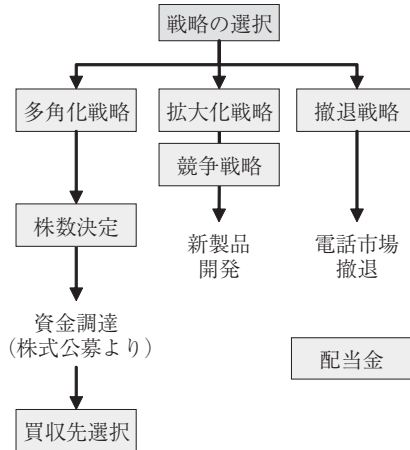 戦略の選択
多角化戦略
拡大化戦略
撤退戦略
競争戦略
株数決定
新製品
開発
電話市場
撤退
資金調達
（株式公募より）
配当金
買収先選択